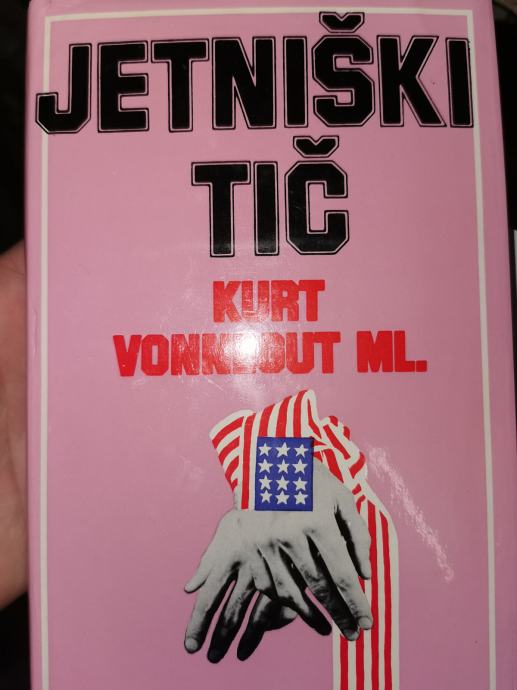 JETNIŠKI
TIČ
KURT
VONNEGUT ML.